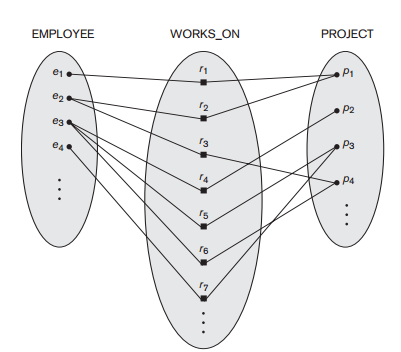 EMPLOYEE WORKS_ON PROJECT
e1
e2
e3
e4
r1
r2
r3
r4
r5
r6
r7
p1
p2
p3
p4